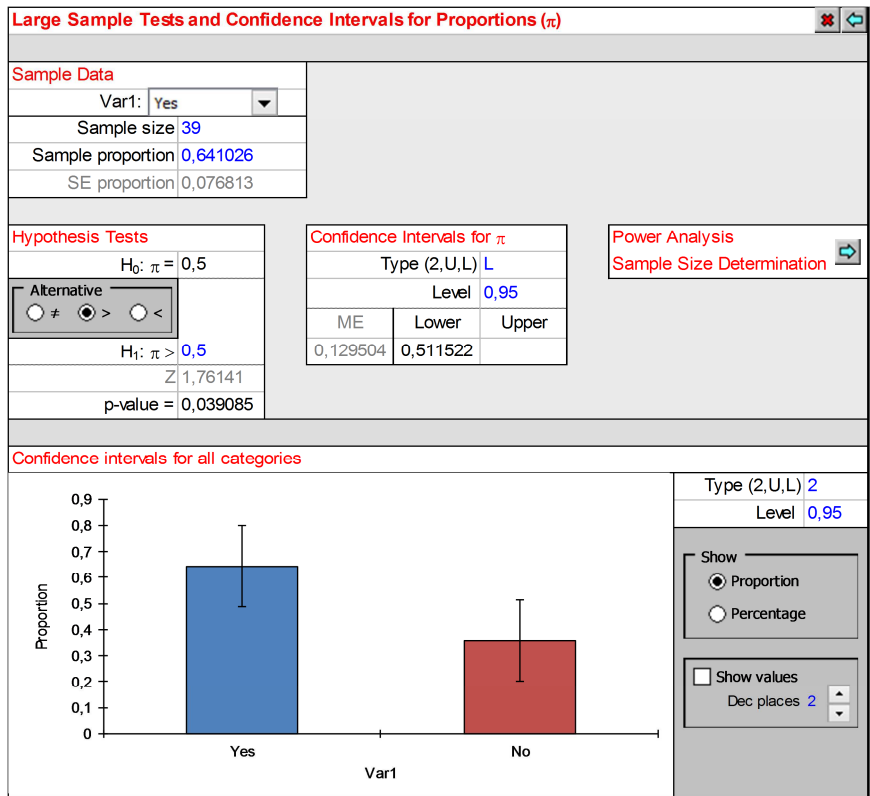 Large Sample Tests and Confidence Intervals for Proportions (π)
Sample Data
Var1: Yes
Sample size 39
Sample proportion 0,641026
SE proportion 0,076813
Hypothesis Tests
H₀: π = 0,5
Alternative
≠ > <
H₁: π > 0,5
Z 1,76141
p-value = 0,039085
Confidence Intervals for π
Type (2,U,L) L
Level 0,95
ME Lower Upper
0,129504 0,511522
Power Analysis
Sample Size Determination
Confidence intervals for all categories
0,9
0,8
0,7
0,6
0,5
0,4
0,3
0,2
0,1
0
Proportion
Yes No
Var1
Type (2,U,L) 2
Level 0,95
Show
Proportion
Percentage
Show values
Dec places 2